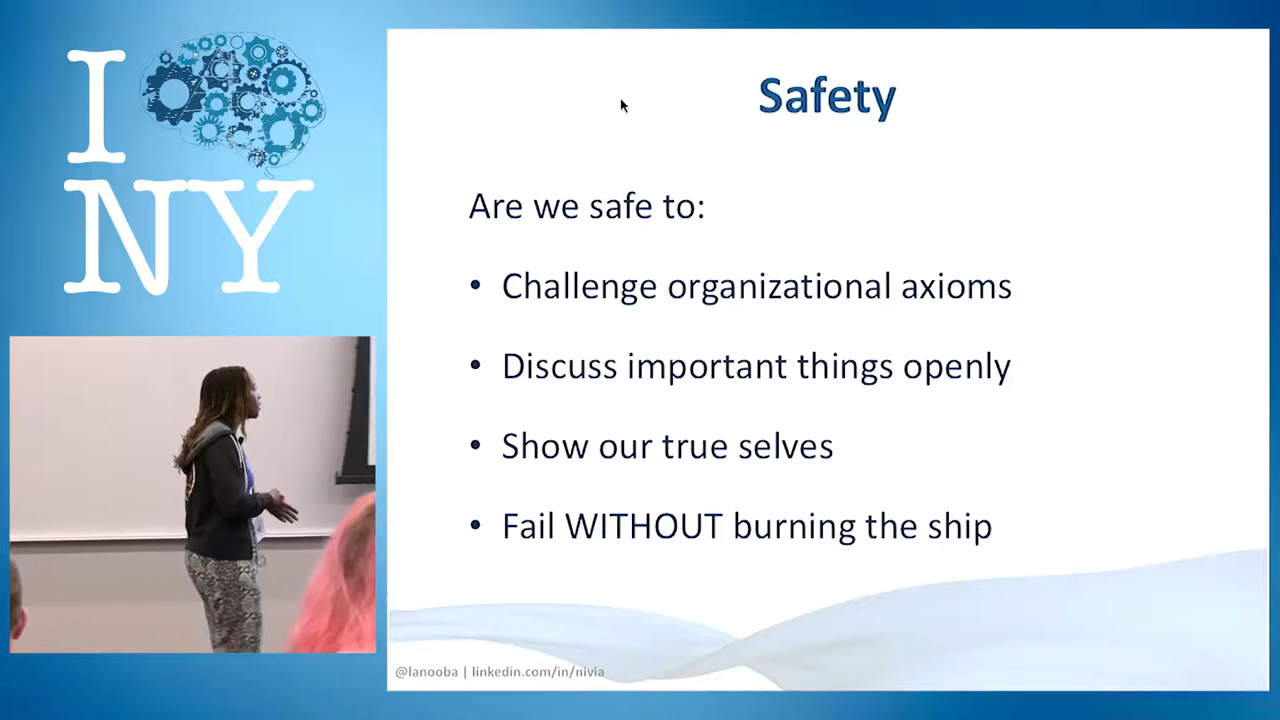 I
NY
Safety
Are we safe to:
• Challenge organizational axioms
• Discuss important things openly
• Show our true selves
• Fail WITHOUT burning the ship
@lanooba | linkedin.com/in/nivia